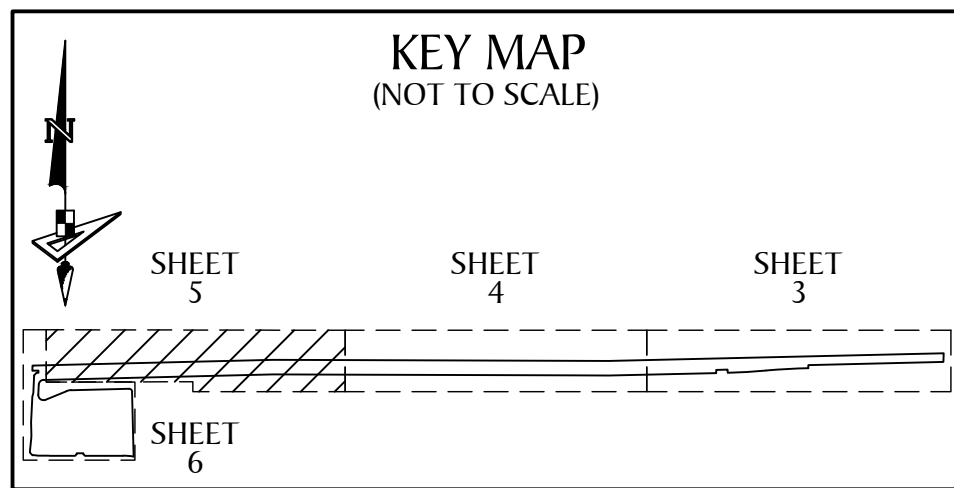 KEY MAP
(NOT TO SCALE)
N
SHEET
5
SHEET
4
SHEET
3
SHEET
6